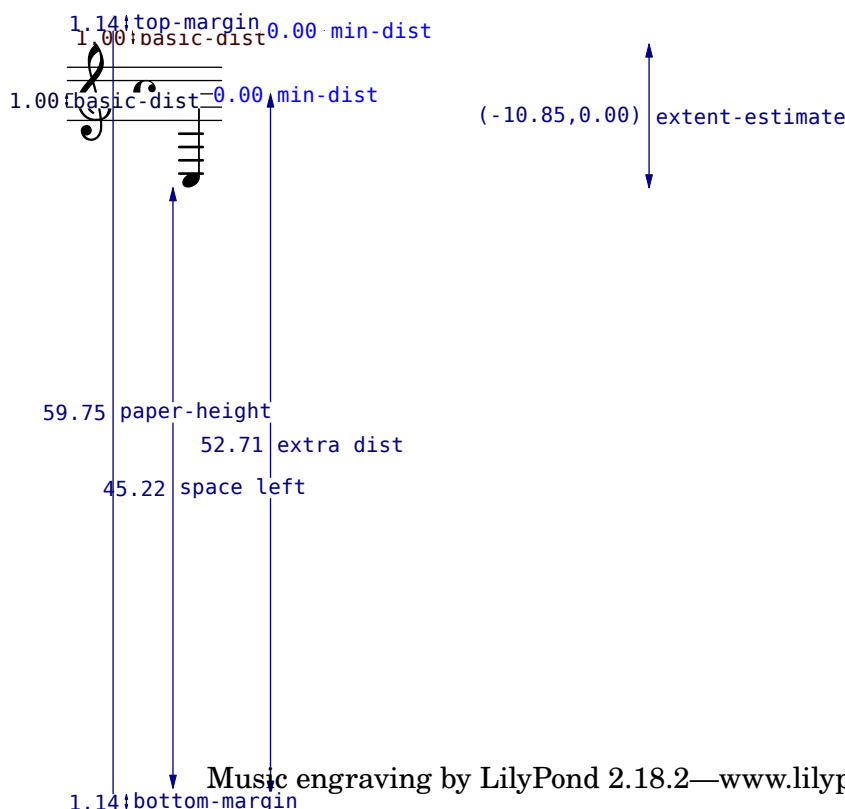 1.14 top-margin
0.00 min-dist
1.00 basic-dist
0.00 min-dist
1.00 basic-dist
(-10.85,0.00) extent-estimate
59.75 paper-height
52.71 extra dist
45.22 space left
Music engraving by LilyPond 2.18.2—www.lilyp
1.14 bottom-margin